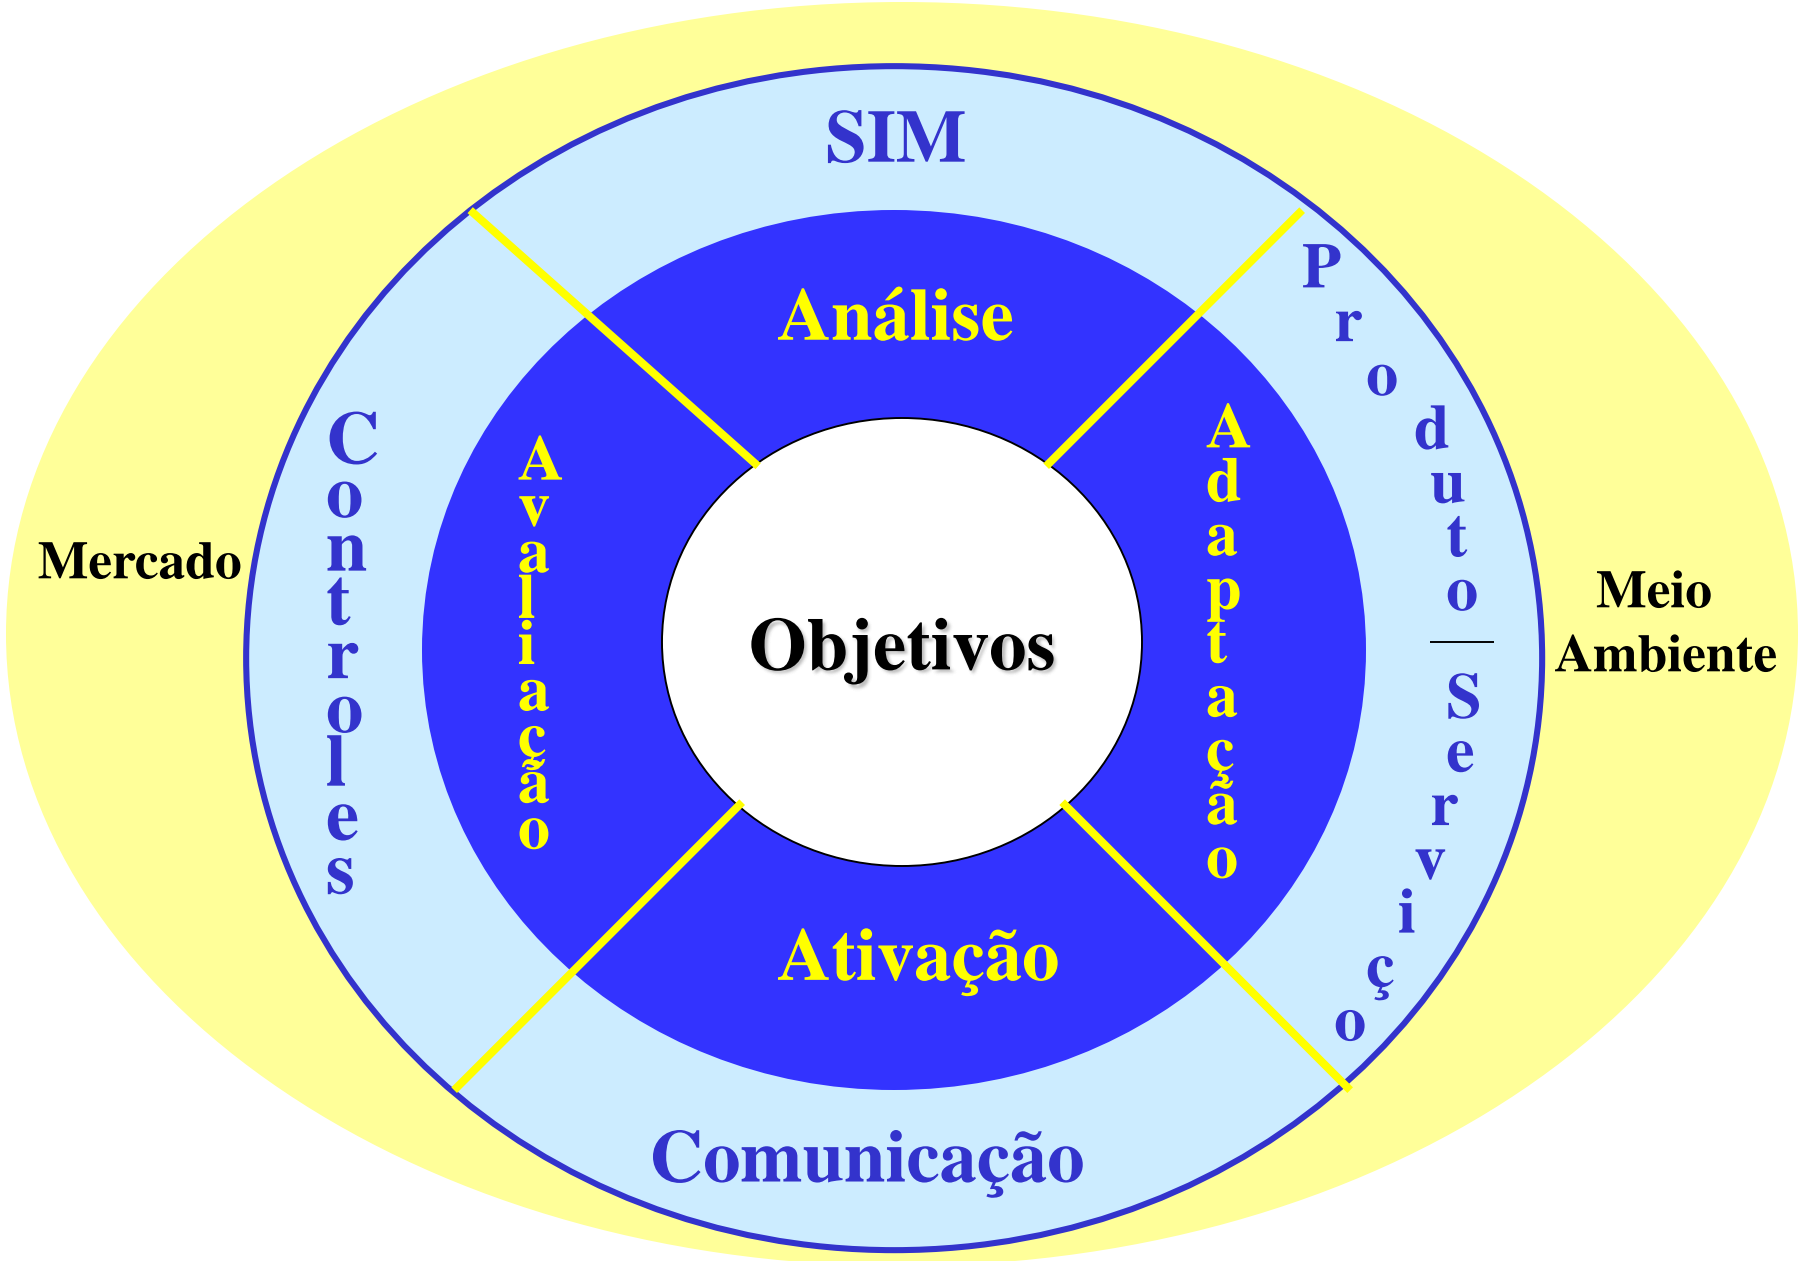 SIM
Análise
Produto
Serviço
Adaptação
Controles
Avaliação
Mercado
Objetivos
Meio
Ambiente
Ativação
Comunicação